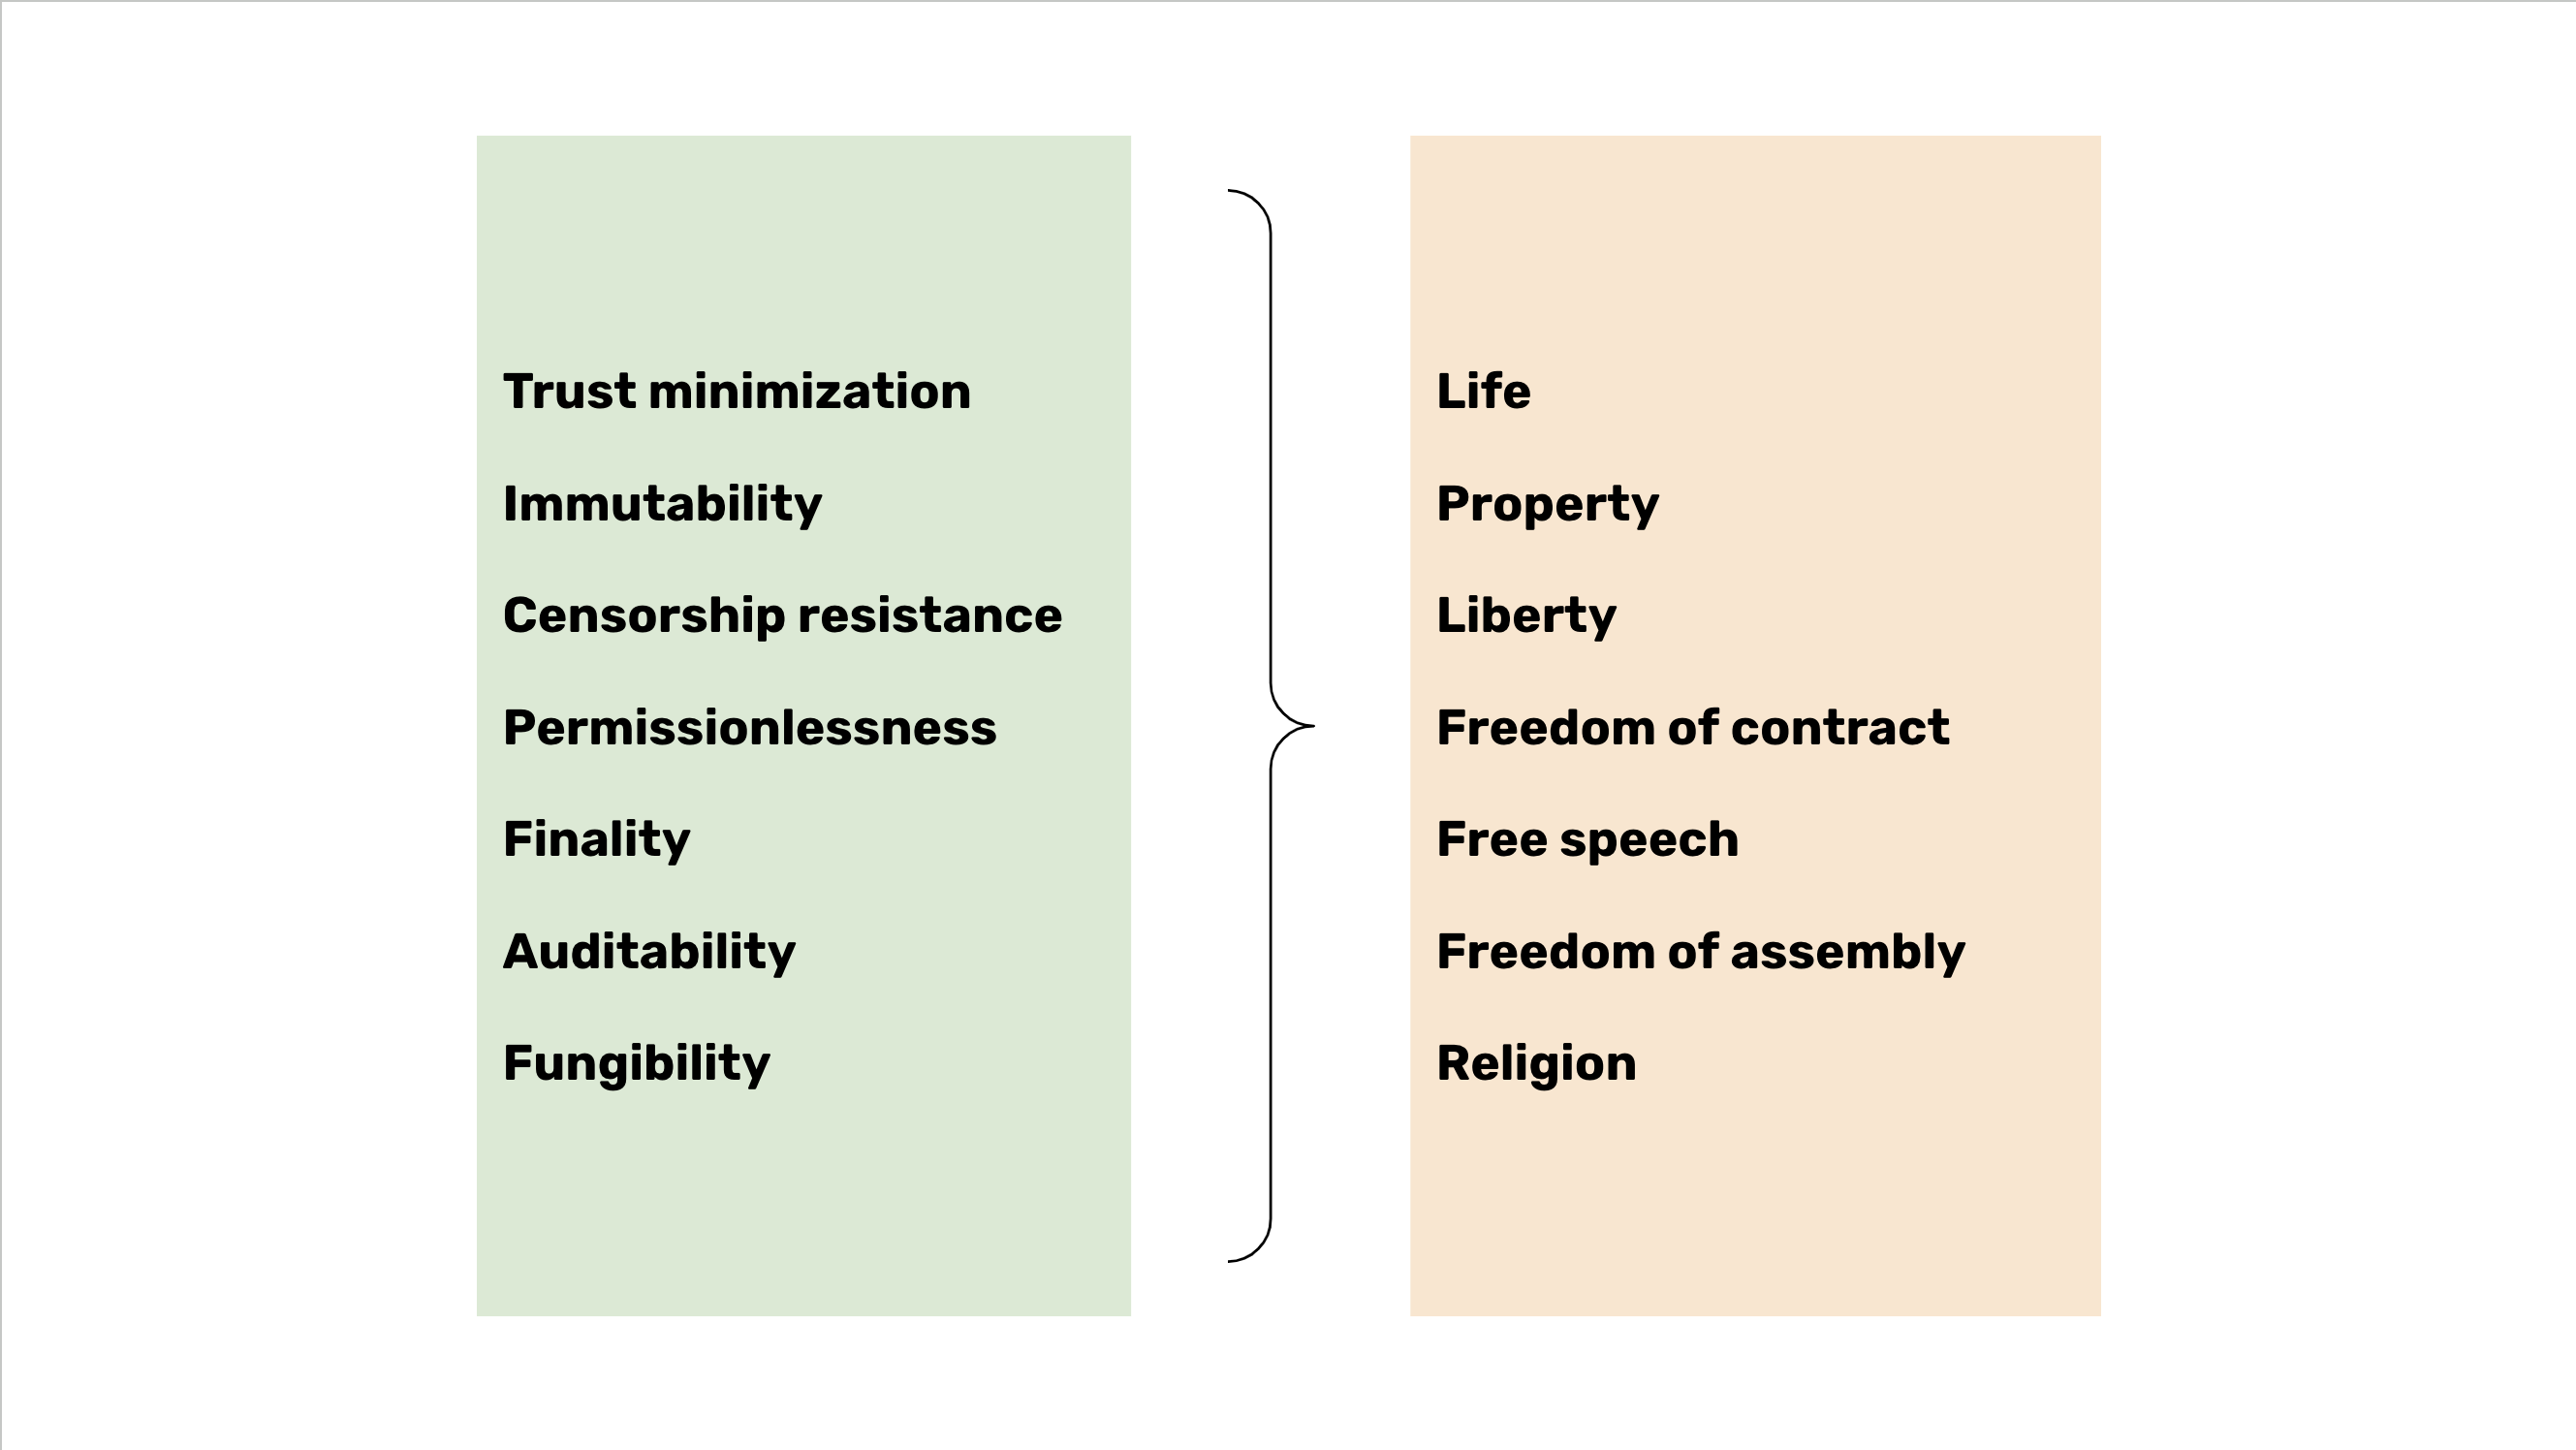 Trust minimization
Immutability
Censorship resistance
Permissionlessness
Finality
Auditability
Fungibility
Life
Property
Liberty
Freedom of contract
Free speech
Freedom of assembly
Religion